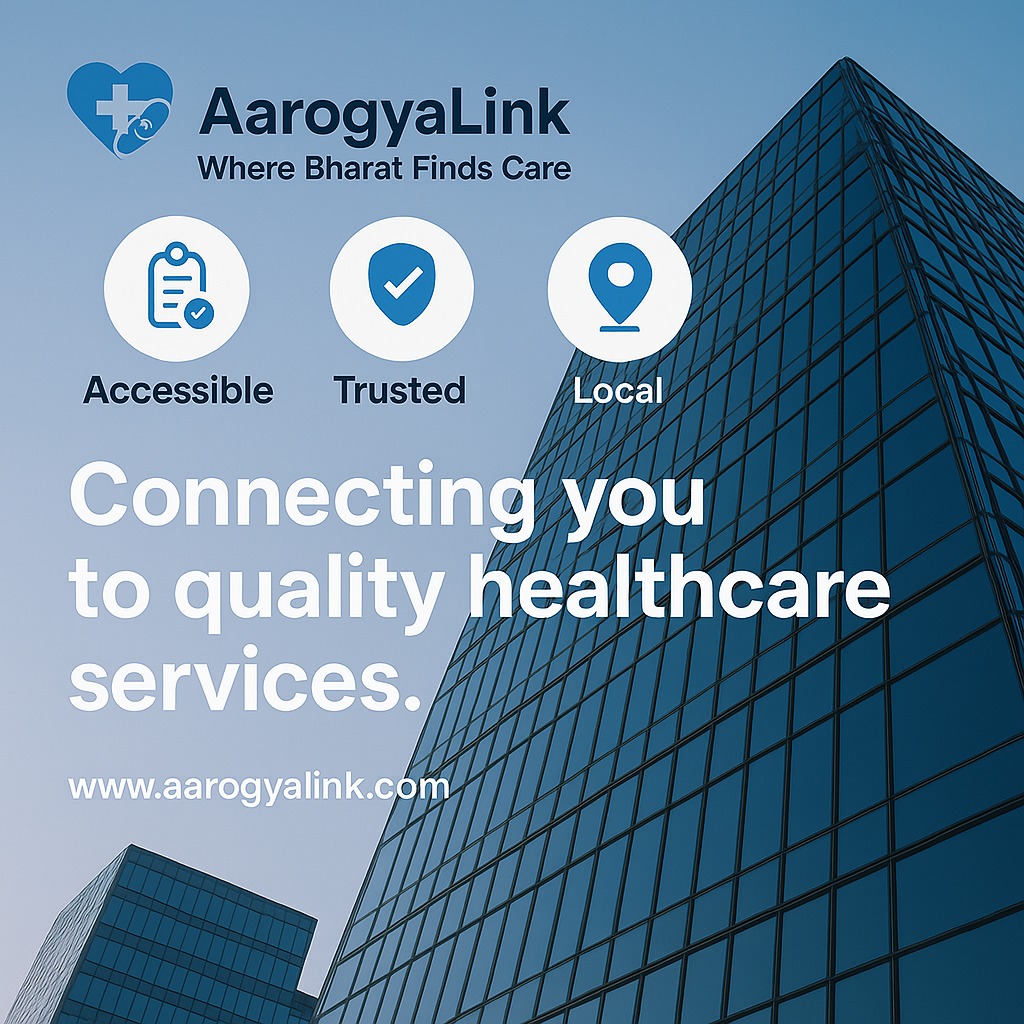 AarogyaLink
Where Bharat Finds Care
Accessible
Trusted
Local
Connecting you
to quality healthcare
services.
www.aarogyalink.com